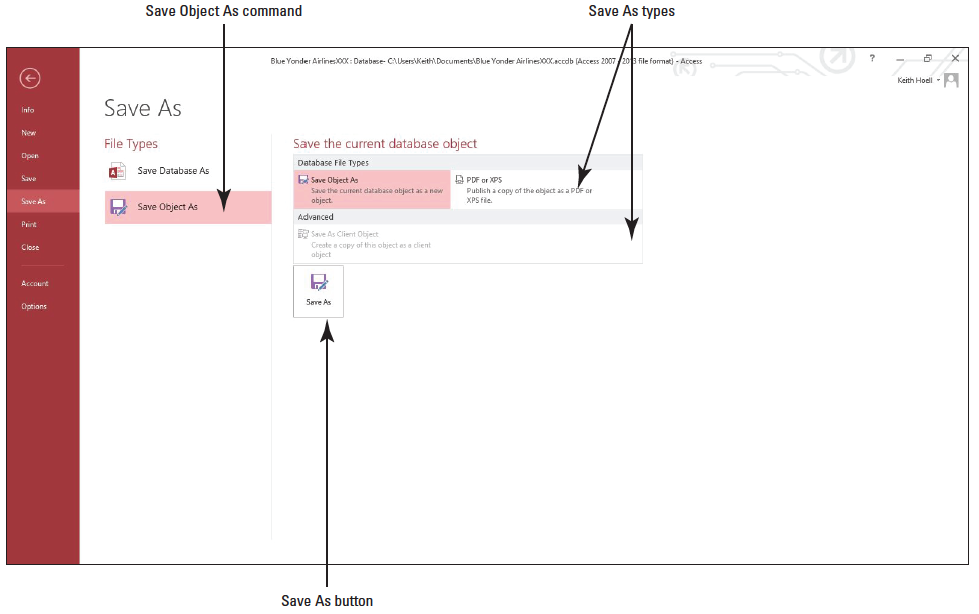 Save Object As command
Save As types
Blue Yonder AirlinesXXX : Database- C:\Users\Keith\Documents\Blue Yonder AirlinesXXX.accdb (Access 2007 - 2013 file format) - Access
?
Keith Hoell
Info
New
Open
Save
Save As
Print
Close
Account
Options
Save As
File Types
Save Database As
Save Object As
Save the current database object
Database File Types
Save Object As
Save the current database object as a new
object.
PDF or XPS
Publish a copy of the object as a PDF or
XPS file.
Advanced
Save As Client Object
Create a copy of this object as a client
object
Save As
Save As button